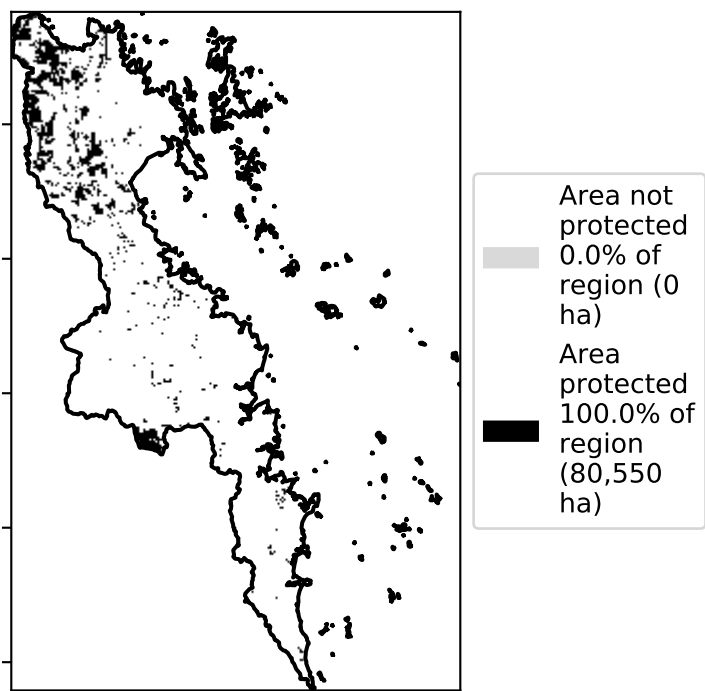 Area not
protected
0.0% of
region (0
ha)
Area
protected
100.0% of
region
(80,550
ha)